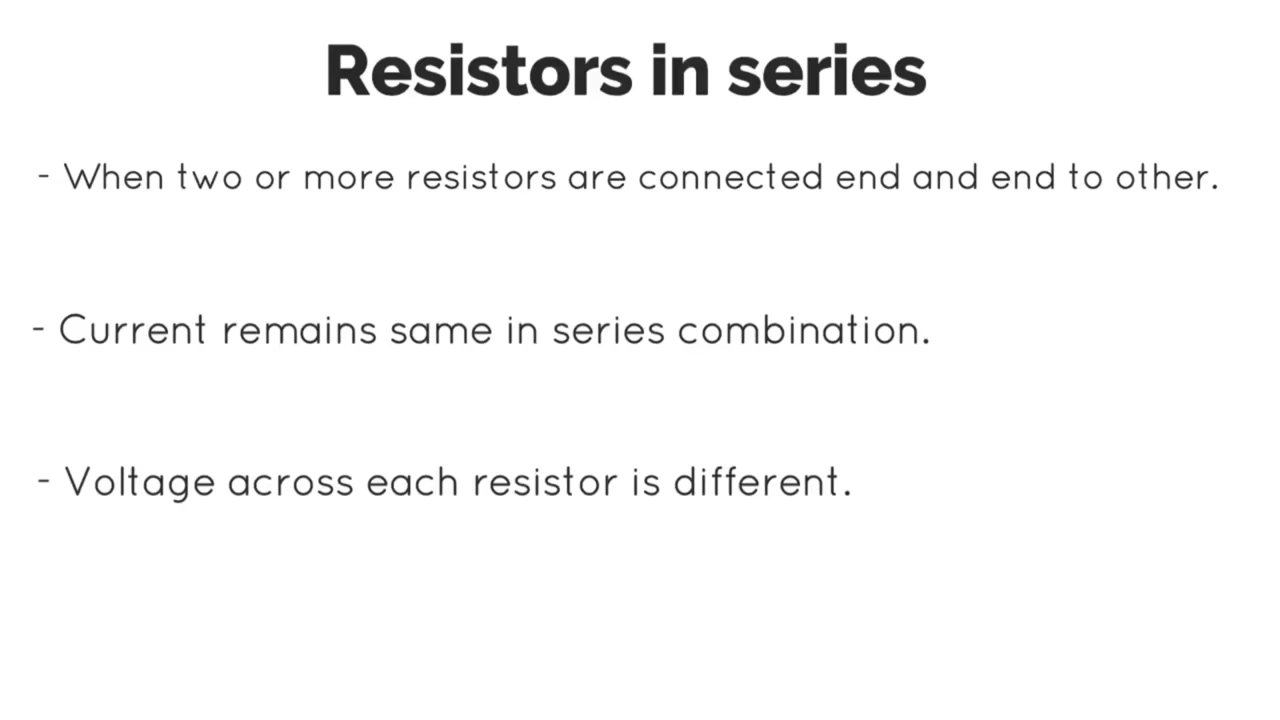 Resistors in series
- When two or more resistors are connected end and end to other.
- Current remains same in series combination.
- Voltage across each resistor is different.